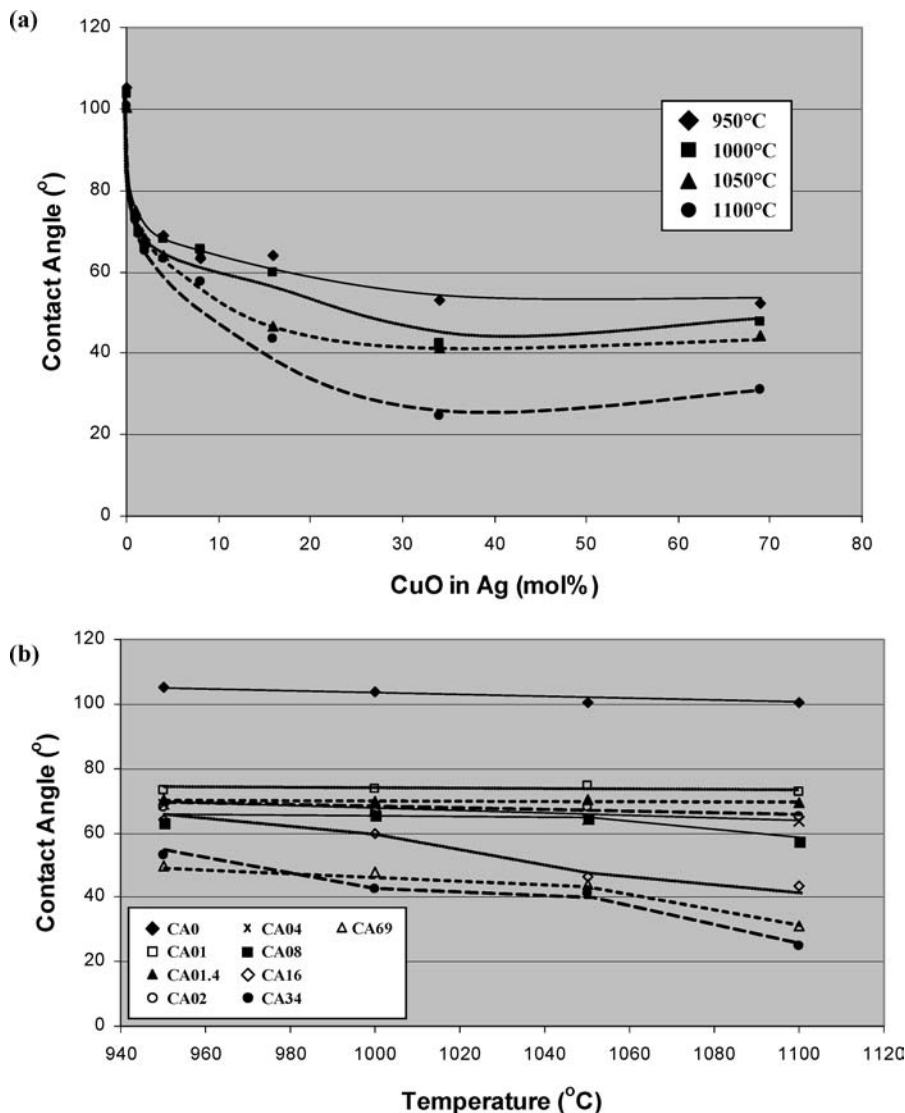 (a)
120
100
80
60
40
20
0
Contact Angle (°)
950°C
1000°C
1050°C
1100°C
0 10 20 30 40 50 60 70 80
CuO in Ag (mol%)
(b)
120
100
80
60
40
20
0
Contact Angle (°)
CA0 CA04 CA69
CA01 CA08
CA01.4 CA16
CA02 CA34
940 960 980 1000 1020 1040 1060 1080 1100 1120
Temperature (°C)